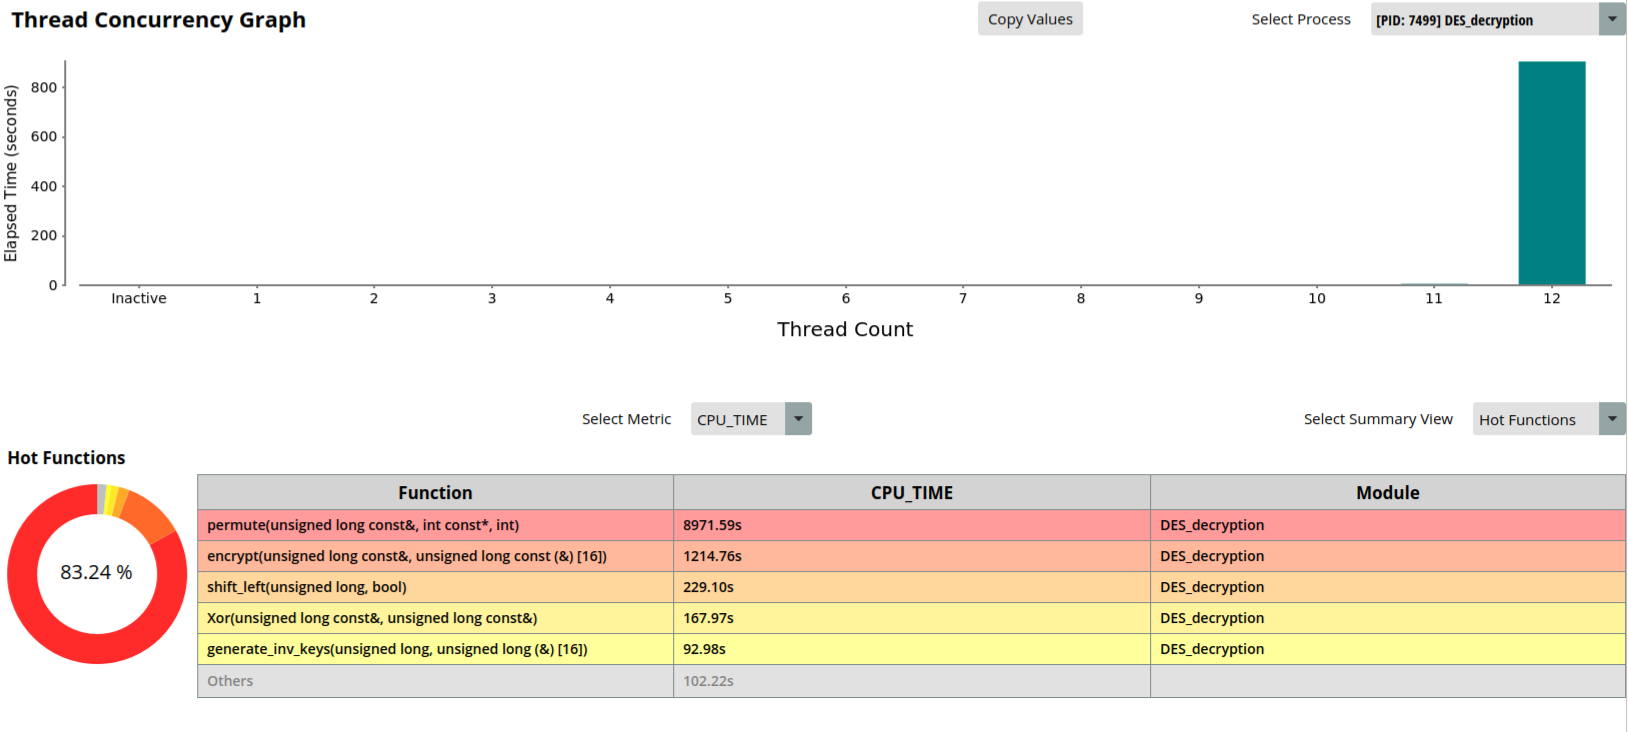 Thread Concurrency Graph
Copy Values
Select Process
[PID: 7499] DES_decryption
Elapsed Time (seconds)
800
600
400
200
0
Inactive 1 2 3 4 5 6 7 8 9 10 11 12
Thread Count
Select Metric
CPU_TIME
Select Summary View
Hot Functions
Hot Functions
83.24 %
Function CPU_TIME Module
permute(unsigned long const&, int const*, int) 8971.59s DES_decryption
encrypt(unsigned long const&, unsigned long const (&) [16]) 1214.76s DES_decryption
shift_left(unsigned long, bool) 229.10s DES_decryption
Xor(unsigned long const&, unsigned long const&) 167.97s DES_decryption
generate_inv_keys(unsigned long, unsigned long (&) [16]) 92.98s DES_decryption
Others 102.22s